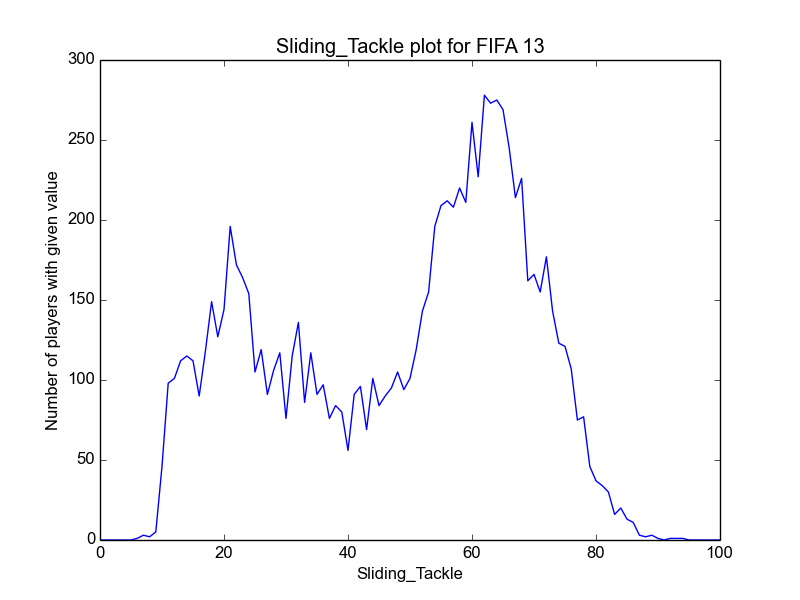 Sliding_Tackle plot for FIFA 13
300
250
200
150
100
50
0
0 20 40 60 80 100
Number of players with given value
Sliding_Tackle